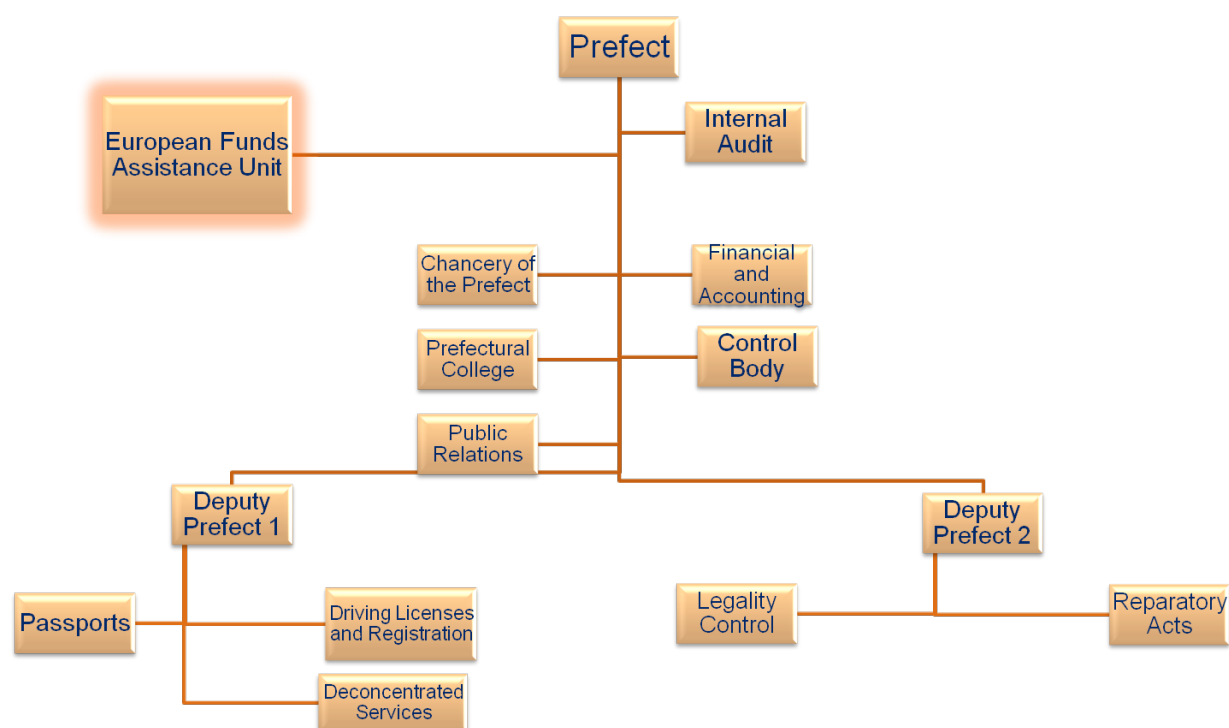 Prefect
European Funds
Assistance Unit
Internal
Audit
Chancery of
the Prefect
Financial
and
Accounting
Prefectural
College
Control
Body
Public
Relations
Deputy
Prefect 1
Deputy
Prefect 2
Passports
Driving Licenses
and Registration
Deconcentrated
Services
Legality
Control
Reparatory
Acts